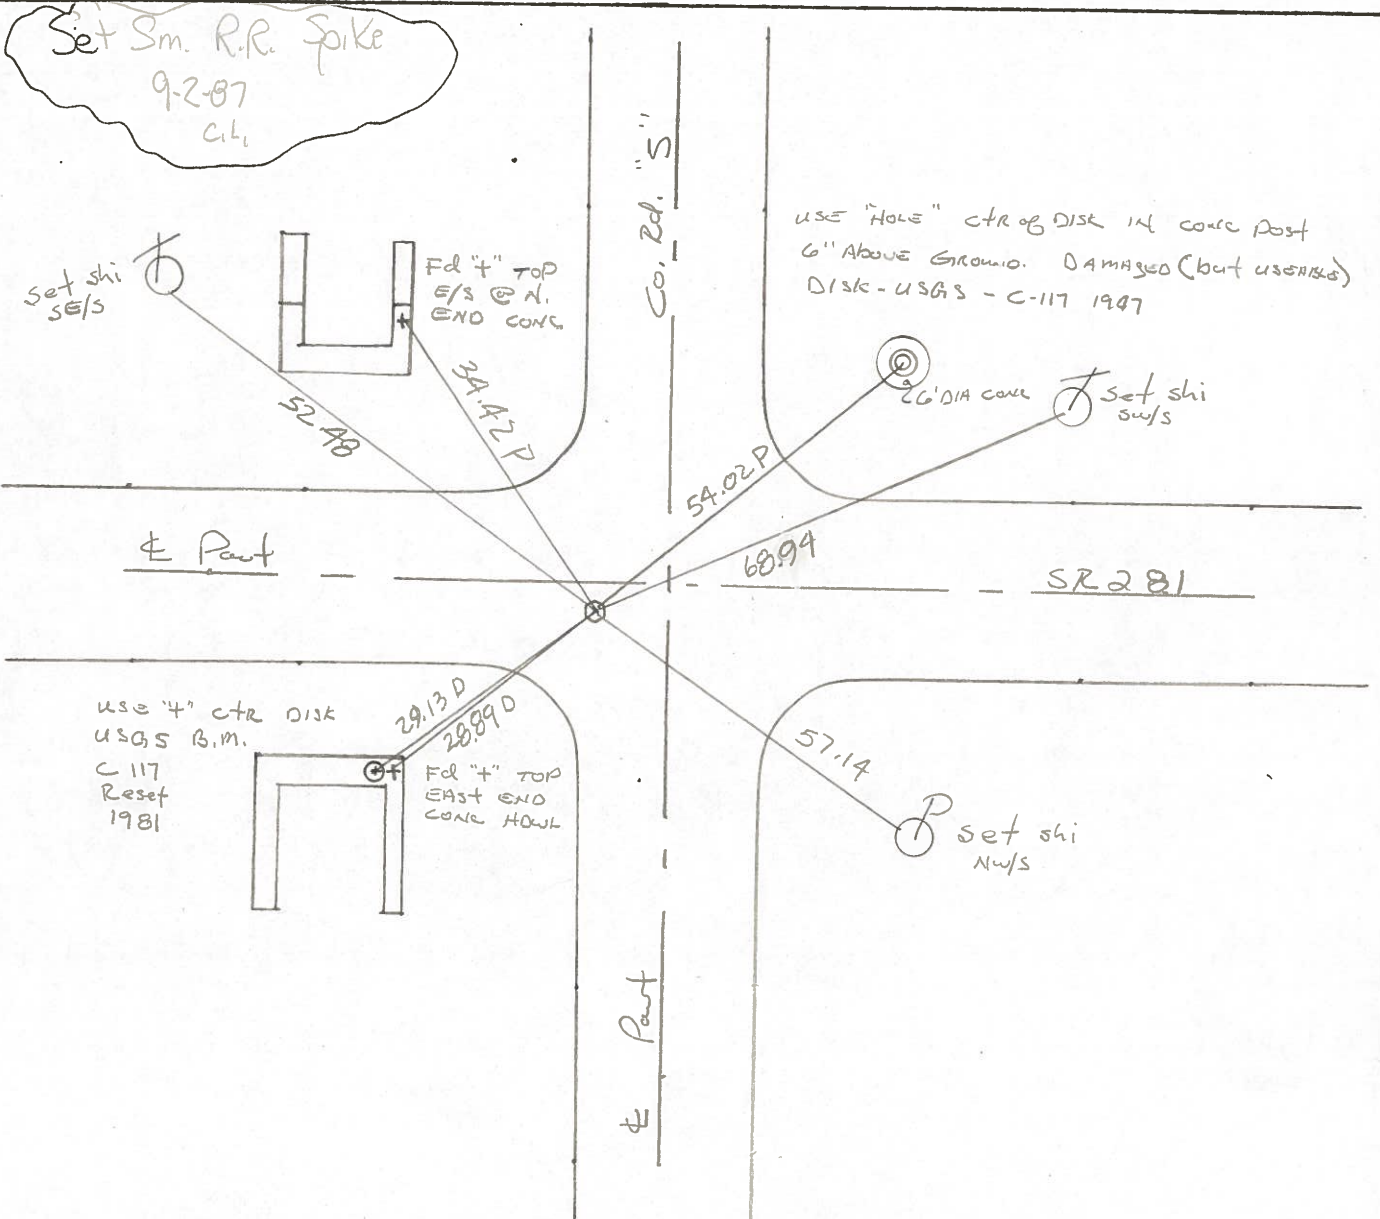 Set Sm. R.R. Spike
9-2-87
C.L.
Co. Rd. "5"
USE "HOLE" CTR of DISK IN CONC POST
6" ABOVE GROUND. DAMAGED (but USEABLE)
DISK - USGS - C-117 1947
set shi
SE/S
Fd "+" TOP
E/S @ N.
END CONC
34.42 P
52.48
26' DIA CONC
set shi
SW/S
54.02 P
68.94
℄ Pavt
SR 281
29.13 D
28.89 D
USE "+" CTR DISK
USGS B.M.
C 117
Reset
1981
Fd "+" TOP
EAST END
CONC HDWL
57.14
set shi
NW/S
℄ Pavt